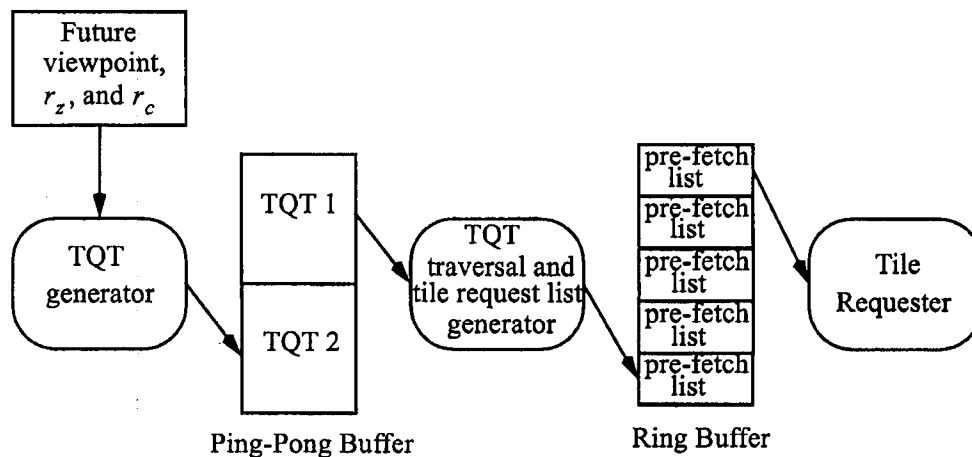 Future
viewpoint,
r_z, and r_c
TQT
generator
TQT 1
TQT 2
Ping-Pong Buffer
TQT
traversal and
tile request list
generator
pre-fetch
list
pre-fetch
list
pre-fetch
list
pre-fetch
list
pre-fetch
list
Ring Buffer
Tile
Requester